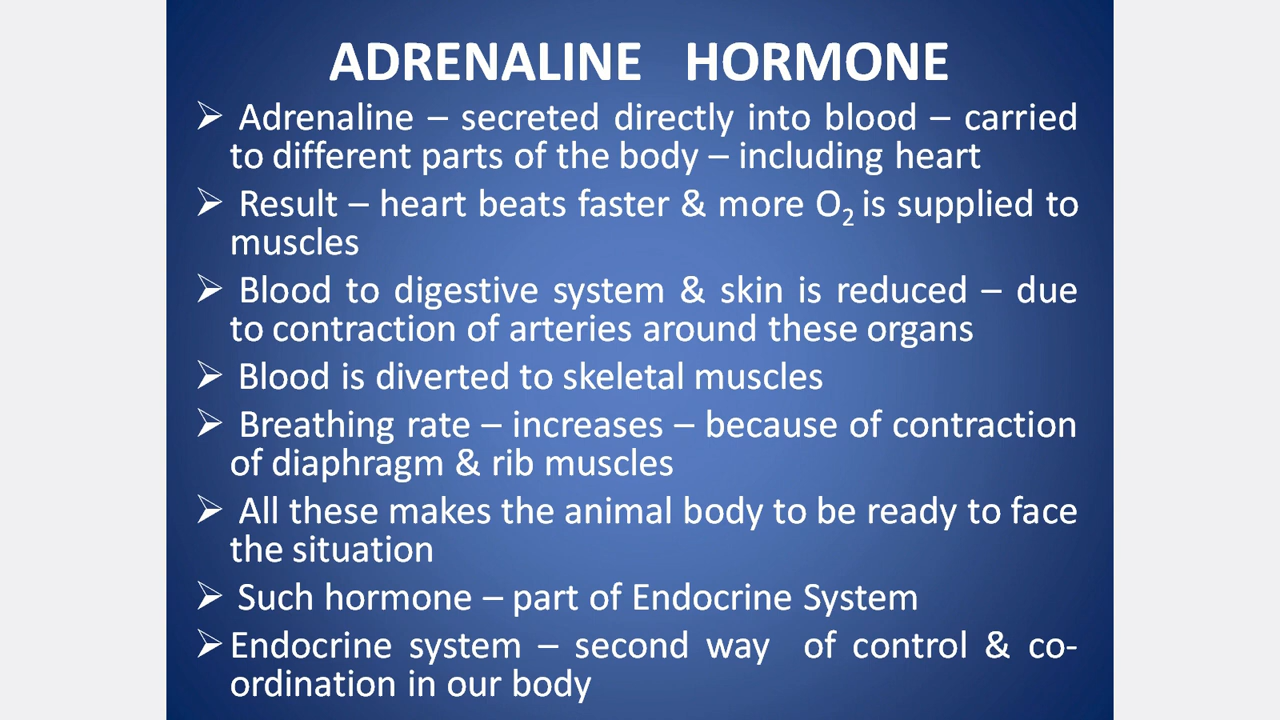 ADRENALINE HORMONE
➢ Adrenaline – secreted directly into blood – carried
to different parts of the body – including heart
➢ Result – heart beats faster & more O₂ is supplied to
muscles
➢ Blood to digestive system & skin is reduced – due
to contraction of arteries around these organs
➢ Blood is diverted to skeletal muscles
➢ Breathing rate – increases – because of contraction
of diaphragm & rib muscles
➢ All these makes the animal body to be ready to face
the situation
➢ Such hormone – part of Endocrine System
➢ Endocrine system – second way of control & co-
ordination in our body